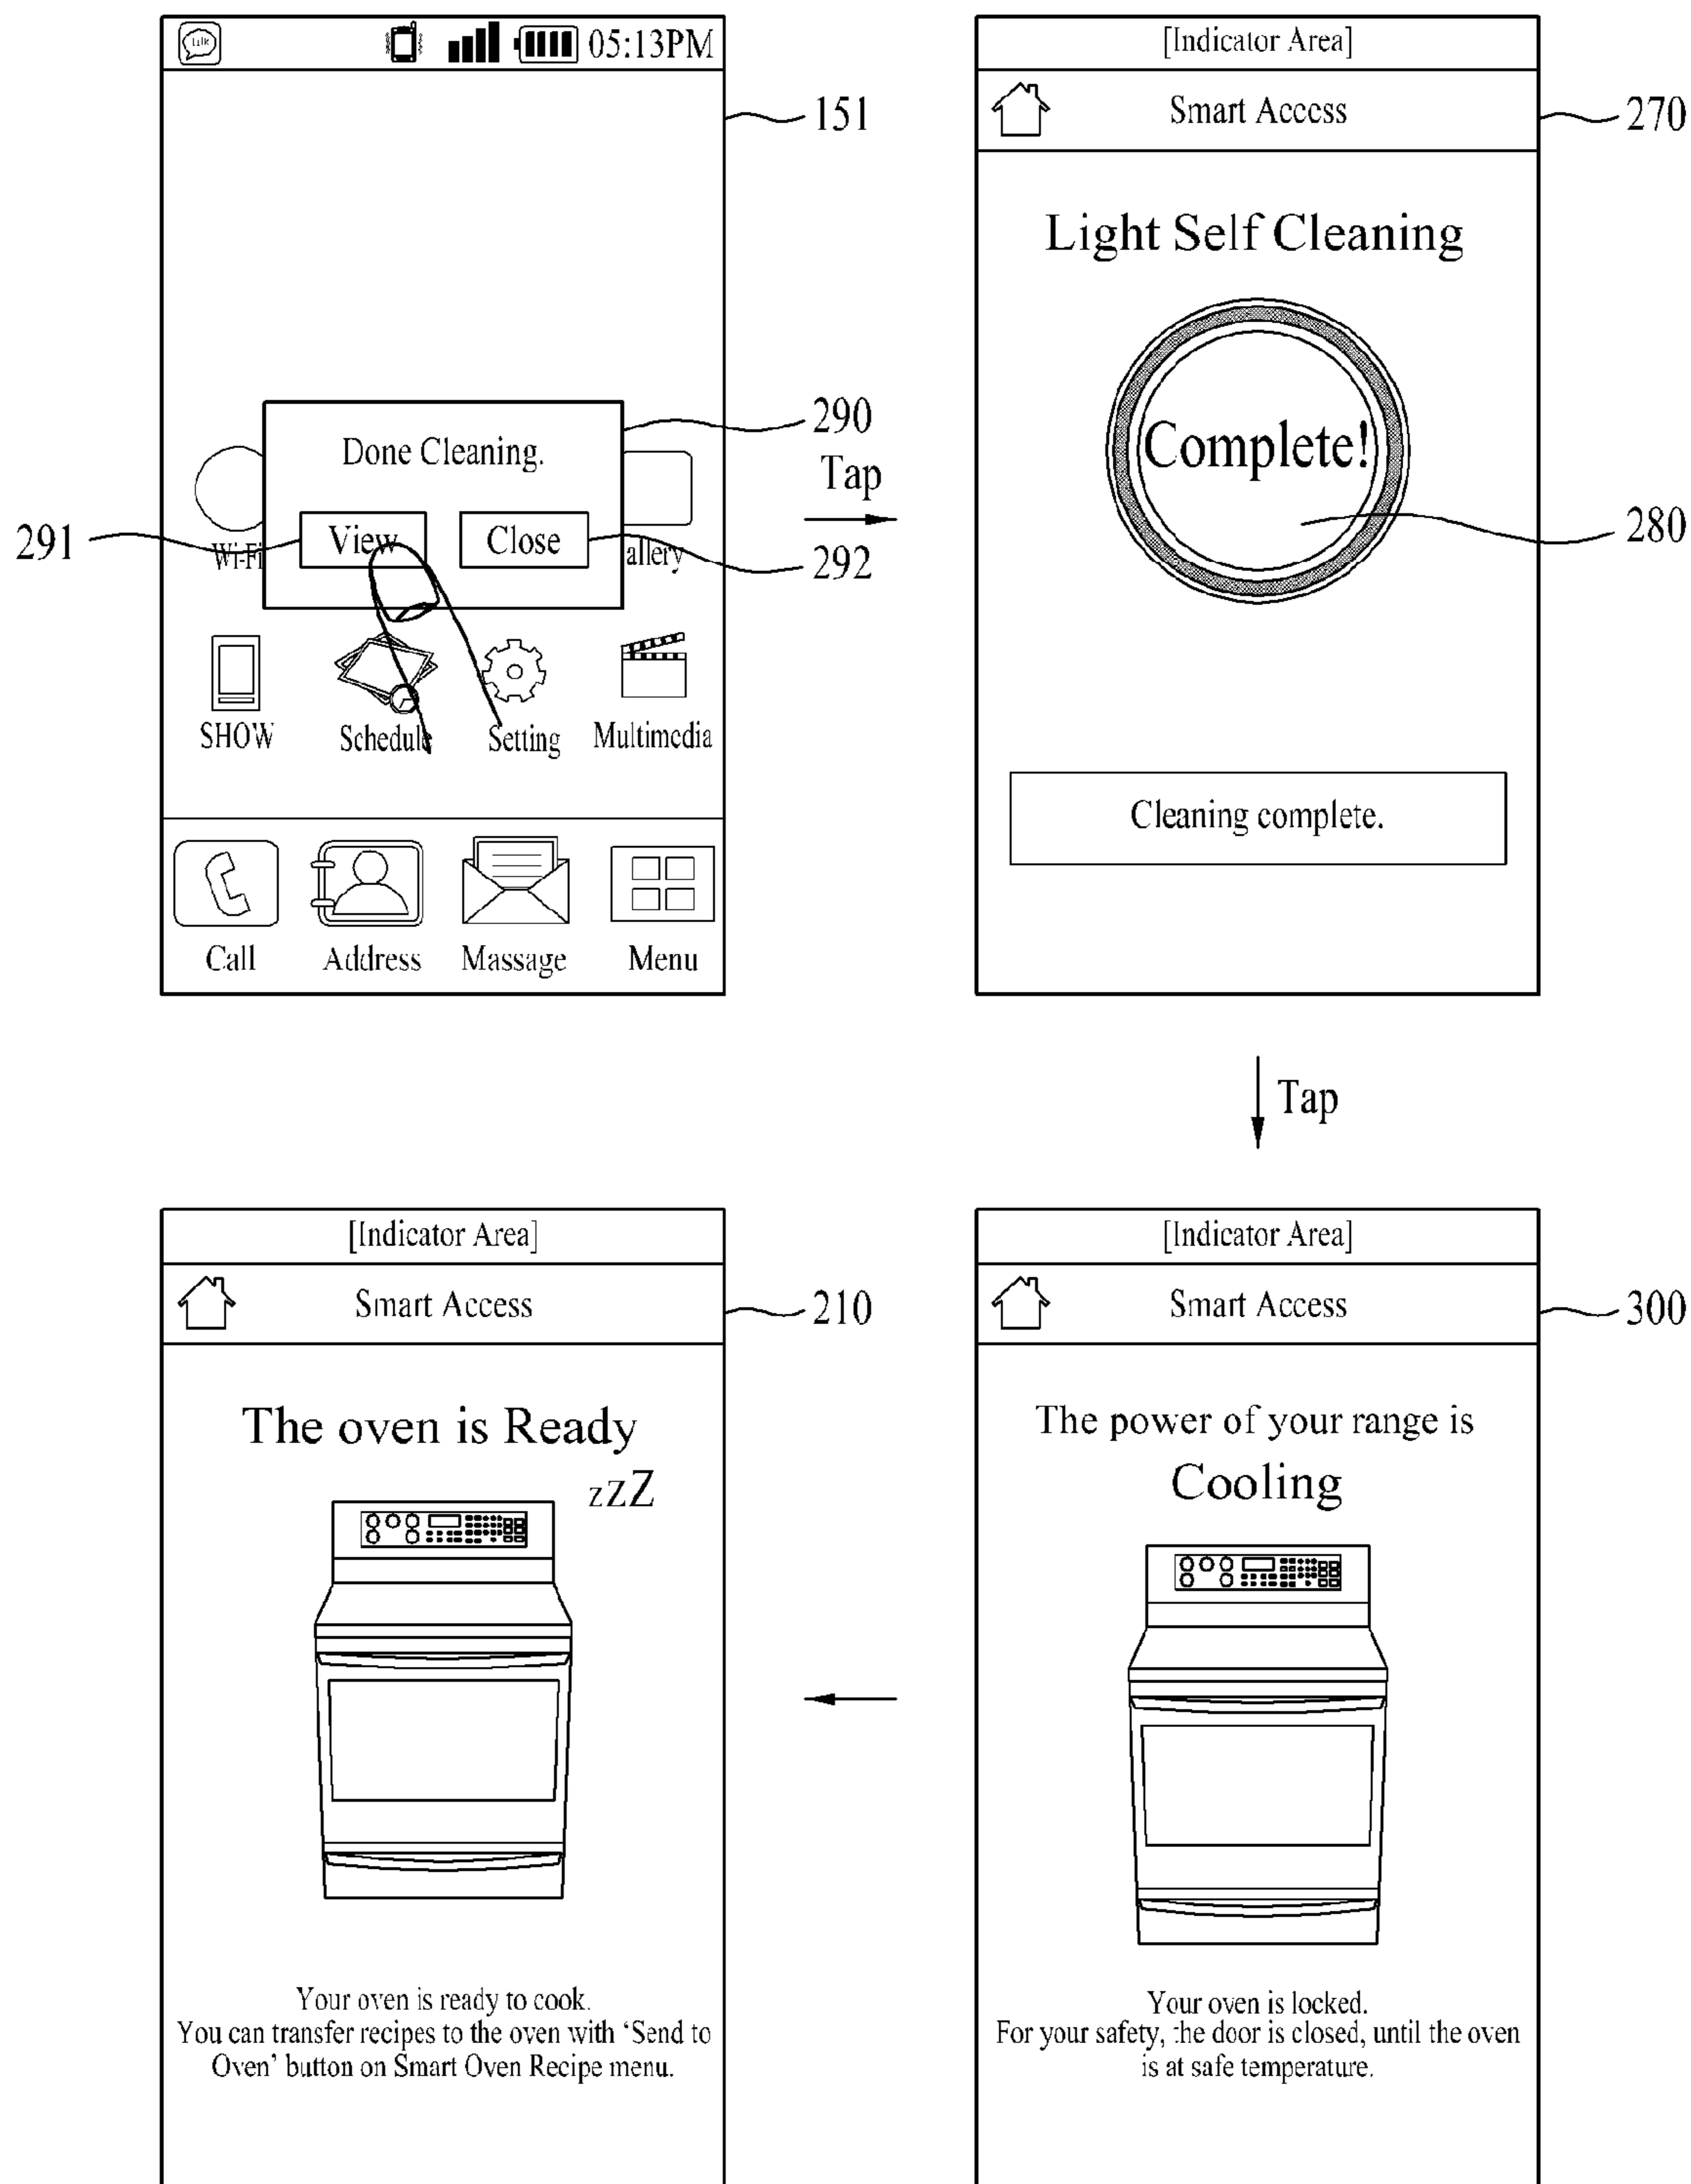 Talk
05:13PM
151
Done Cleaning.
290
View
Close
291
292
Wi-Fi
allery
SHOW
Schedule
Setting
Multimedia
Call
Address
Massage
Menu
Tap
[Indicator Area]
Smart Access
270
Light Self Cleaning
Complete!
280
Cleaning complete.
Tap
[Indicator Area]
Smart Access
300
The power of your range is
Cooling
Your oven is locked.
For your safety, the door is closed, until the oven
is at safe temperature.
[Indicator Area]
Smart Access
210
The oven is Ready
zZZ
Your oven is ready to cook.
You can transfer recipes to the oven with ‘Send to
Oven’ button on Smart Oven Recipe menu.